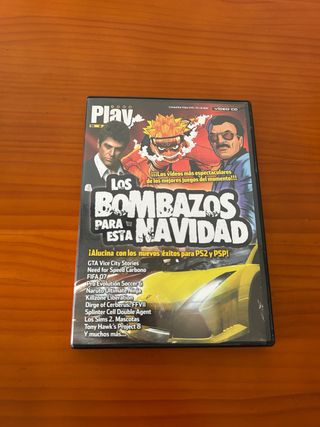 Play
VIDEO CD
¡¡¡Los vídeos más espectaculares
de los mejores juegos del momento!!!
LOS
BOMBAZOS
PARA ESTA NAVIDAD
¡Alucina con los nuevos éxitos para PS2 y PSP!
GTA Vice City Stories
Need for Speed Carbono
FIFA 07
Pro Evolution Soccer 6
Naruto Ultimate Ninja
Killzone Liberation
Dirge of Cerberus: FFVII
Splinter Cell Double Agent
Los Sims 2. Mascotas
Tony Hawk's Project 8
Y muchos más...